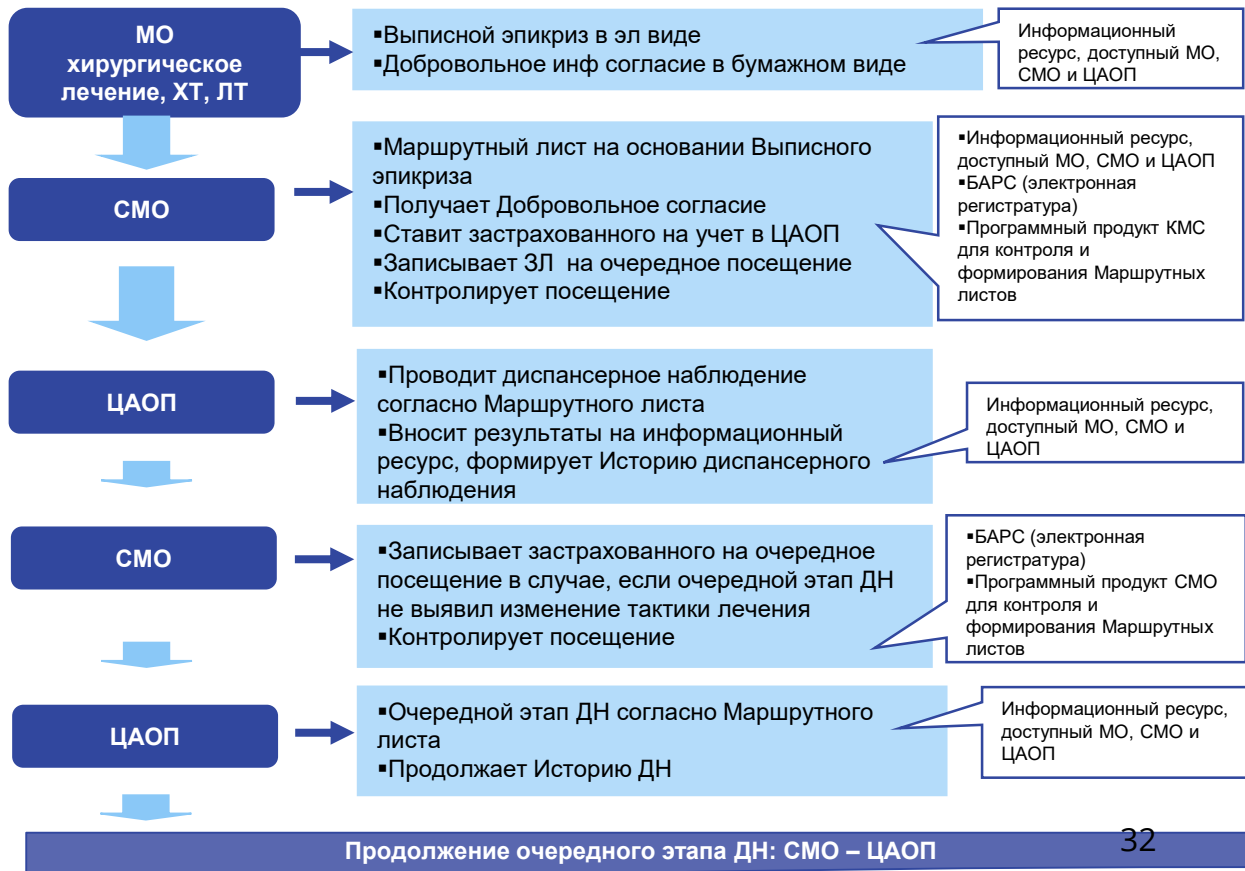 МО
хирургическое
лечение, ХТ, ЛТ
▪Выписной эпикриз в эл виде
▪Добровольное инф согласие в бумажном виде
Информационный
ресурс, доступный МО,
СМО и ЦАОП
СМО
▪Маршрутный лист на основании Выписного
эпикриза
▪Получает Добровольное согласие
▪Ставит застрахованного на учет в ЦАОП
▪Записывает ЗЛ на очередное посещение
▪Контролирует посещение
▪Информационный ресурс,
доступный МО, СМО и ЦАОП
▪БАРС (электронная
регистратура)
▪Программный продукт КМС
для контроля и
формирования Маршрутных
листов
ЦАОП
▪Проводит диспансерное наблюдение
согласно Маршрутного листа
▪Вносит результаты на информационный
ресурс, формирует Историю диспансерного
наблюдения
Информационный ресурс,
доступный МО, СМО и
ЦАОП
СМО
▪Записывает застрахованного на очередное
посещение в случае, если очередной этап ДН
не выявил изменение тактики лечения
▪Контролирует посещение
▪БАРС (электронная
регистратура)
▪Программный продукт СМО
для контроля и
формирования Маршрутных
листов
ЦАОП
▪Очередной этап ДН согласно Маршрутного
листа
▪Продолжает Историю ДН
Информационный ресурс,
доступный МО, СМО и
ЦАОП
Продолжение очередного этапа ДН: СМО – ЦАОП
32